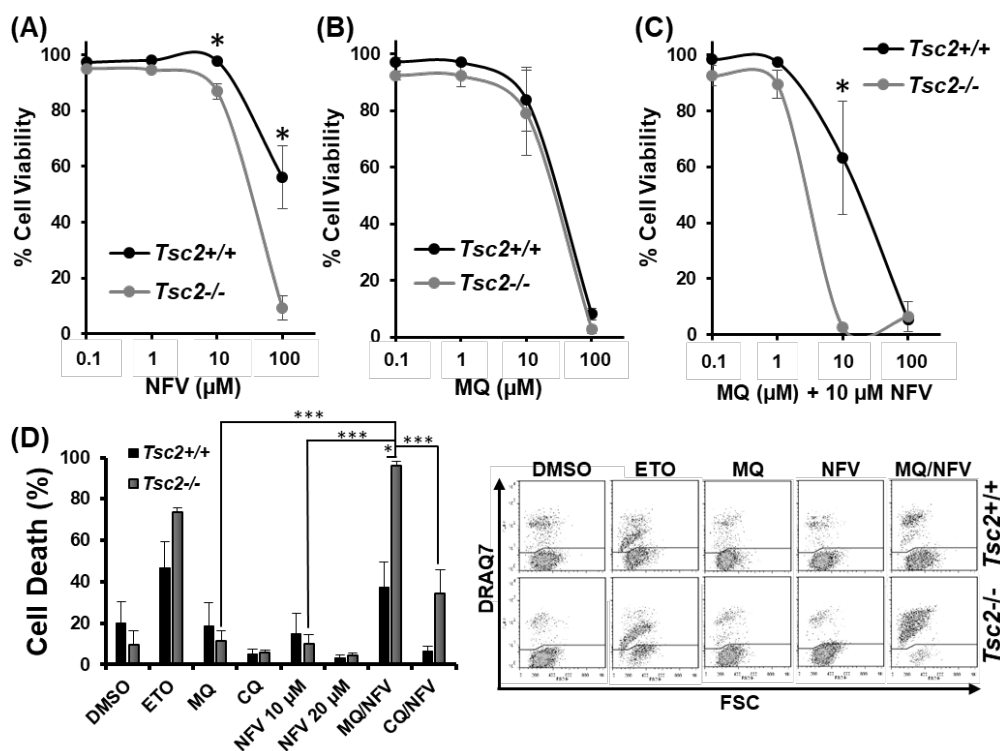 (A)
100
80
60
40
20
0
% Cell Viability
*
*
Tsc2+/+
Tsc2-/-
0.1 1 10 100
NFV (µM)
(B)
100
80
60
40
20
0
% Cell Viability
Tsc2+/+
Tsc2-/-
0.1 1 10 100
MQ (µM)
(C)
100
80
60
40
20
0
% Cell Viability
*
Tsc2+/+
Tsc2-/-
0.1 1 10 100
MQ (µM) + 10 µM NFV
(D)
100
80
60
40
20
0
Cell Death (%)
Tsc2+/+
Tsc2-/-
***
***
* ***
DMSO
ETO
MQ
CQ
NFV 10 µM
NFV 20 µM
MQ/NFV
CQ/NFV
DMSO ETO MQ NFV MQ/NFV
DRAQ7
Tsc2+/+
Tsc2-/-
FSC